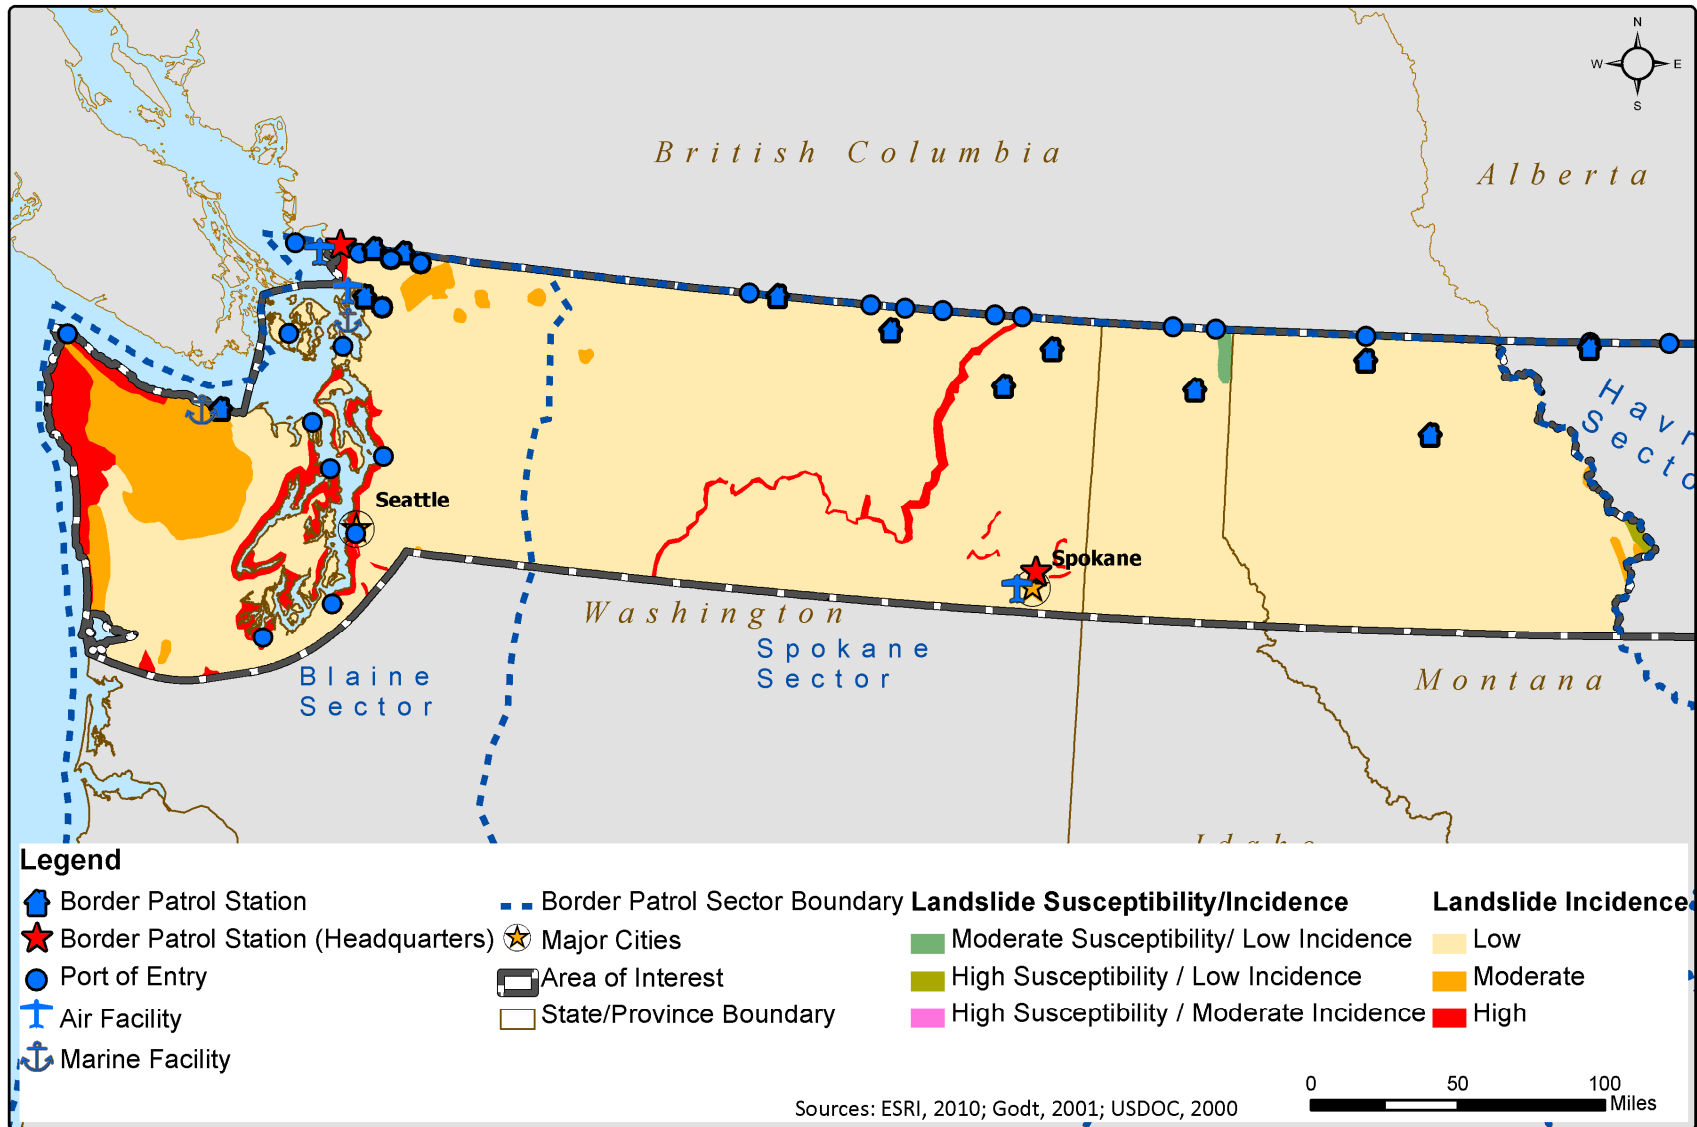 N
W E
S
British Columbia
Alberta
Havr
Secto
Seattle
Spokane
Washington
Spokane
Sector
Blaine
Sector
Montana
Idaho
Legend
Border Patrol Station
Border Patrol Station (Headquarters)
Port of Entry
Air Facility
Marine Facility
Border Patrol Sector Boundary
Major Cities
Area of Interest
State/Province Boundary
Landslide Susceptibility/Incidence
Moderate Susceptibility/ Low Incidence
High Susceptibility / Low Incidence
High Susceptibility / Moderate Incidence
Landslide Incidence
Low
Moderate
High
0 50 100
Miles
Sources: ESRI, 2010; Godt, 2001; USDOC, 2000